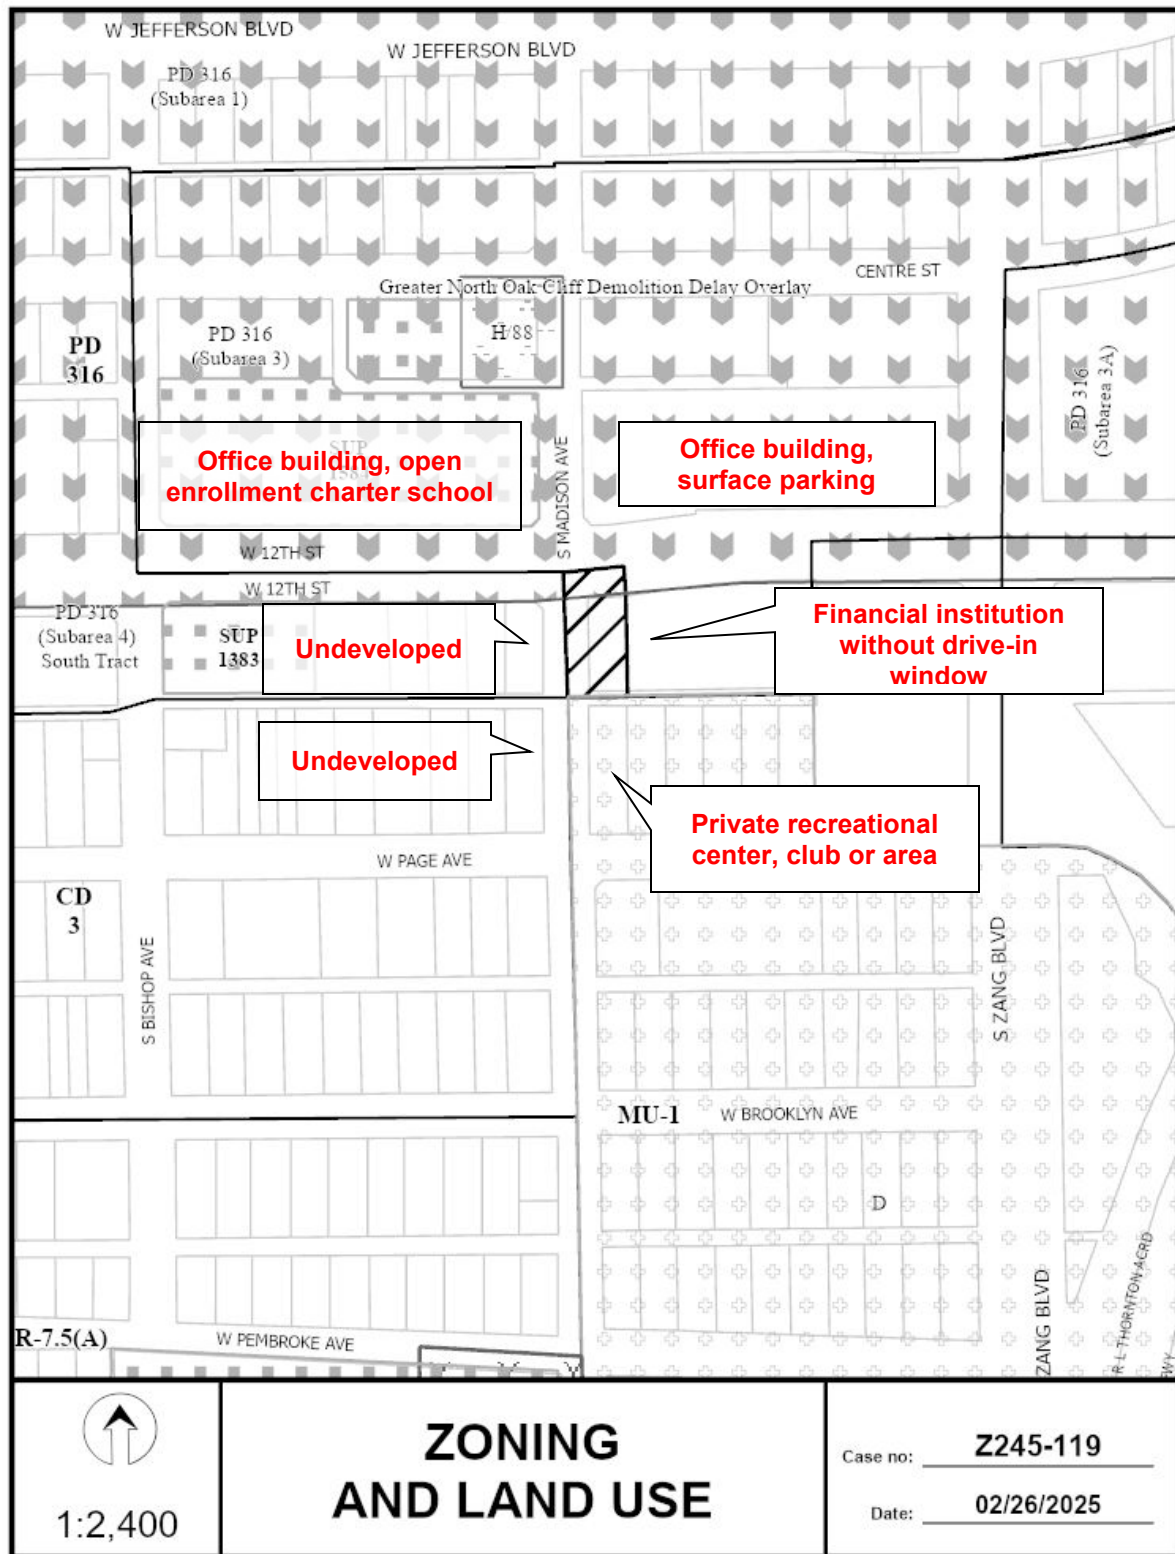 W JEFFERSON BLVD
W JEFFERSON BLVD
PD 316
(Subarea 1)
CENTRE ST
Greater North Oak Cliff Demolition Delay Overlay
PD
316
PD 316
(Subarea 3)
H/88
PD 316
(Subarea 3A)
SUP
Office building, open
enrollment charter school
Office building,
surface parking
S MADISON AVE
W 12TH ST
W 12TH ST
PD 316
(Subarea 4)
South Tract
SUP
1383
Undeveloped
Financial institution
without drive-in
window
Undeveloped
Private recreational
center, club or area
W PAGE AVE
CD
3
S BISHOP AVE
S ZANG BLVD
MU-1
W BROOKLYN AVE
D
ZANG BLVD
R L THORNTON ACRD
WY
R-7.5(A)
W PEMBROKE AVE
1:2,400
ZONING
AND LAND USE
Case no: Z245-119
Date: 02/26/2025